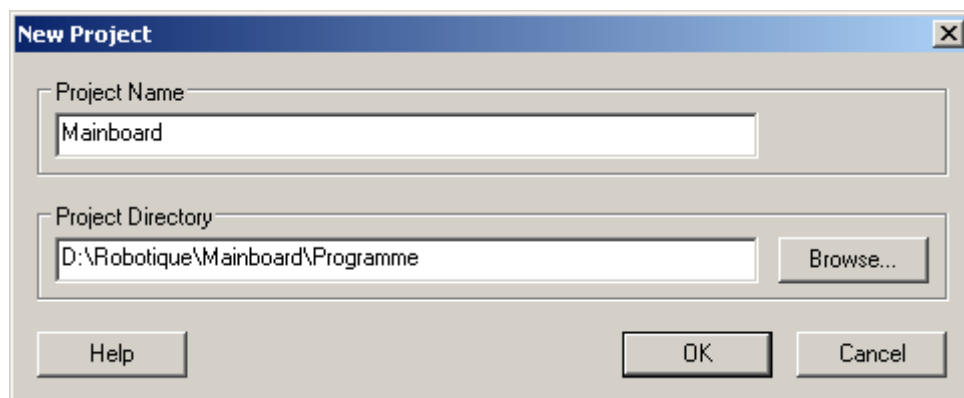 New Project
Project Name
Mainboard
Project Directory
D:\Robotique\Mainboard\Programme
Browse...
Help
OK
Cancel